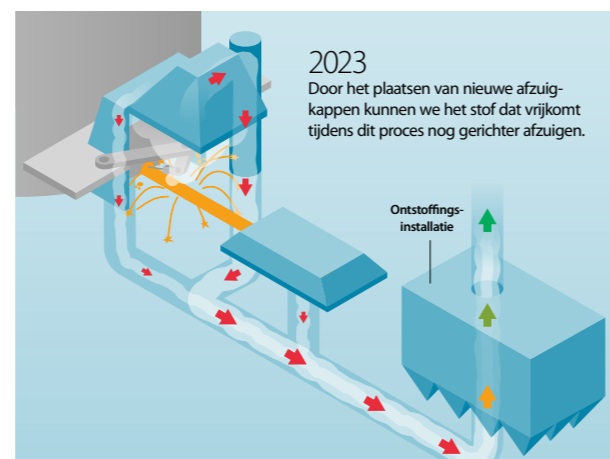 2023
Door het plaatsen van nieuwe afzuig-
kappen kunnen we het stof dat vrijkomt
tijdens dit proces nog gerichter afzuigen.
Ontstoffings-
installatie